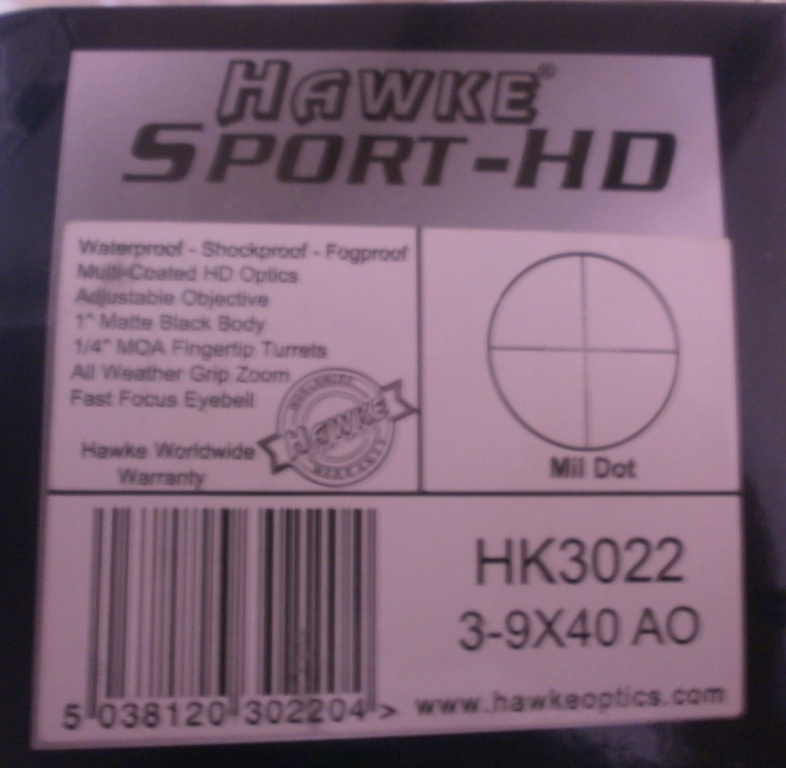 HAWKE®
SPORT-HD
Waterproof - Shockproof - Fogproof
Multi-Coated HD Optics
Adjustable Objective
1" Matte Black Body
1/4" MOA Fingertip Turrets
All Weather Grip Zoom
Fast Focus Eyebell
Hawke Worldwide
Warranty
WORLDWIDE
HAWKE
WARRANTY
Mil Dot
HK3022
3-9X40 AO
5 038120 302204 >
www.hawkeoptics.com